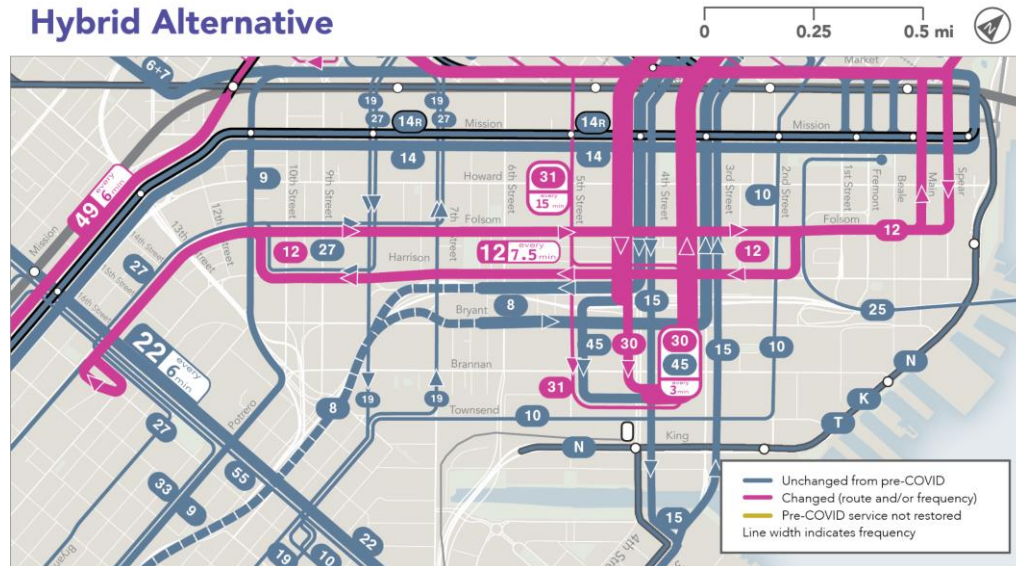 Hybrid Alternative
0 0.25 0.5 mi
Market
6+7
19 19
27 27
14R 14R
Mission Mission
14 14
49 every 6 min
9
10th Street
9th Street
7th Street
6th Street
5th Street
4th Street
3rd Street
2nd Street
1st Street
Fremont
Beale
Main
Spear
31 every 15 min
10
Howard
Folsom Folsom
Mission
12th Street
13th Street
14th Street
15th Street
16th Street
27
12 27
12 every 7.5 min
12
12
Harrison
8
Bryant
15
25
45
30
30
45
every 3 min
15
10
Brannan
22 every 6 min
31
19 19
Townsend
10
8
N
K
T
N
King
Potrero
27
55
33
9
22
19
10
Bryan
15
4th St
Unchanged from pre-COVID
Changed (route and/or frequency)
Pre-COVID service not restored
Line width indicates frequency